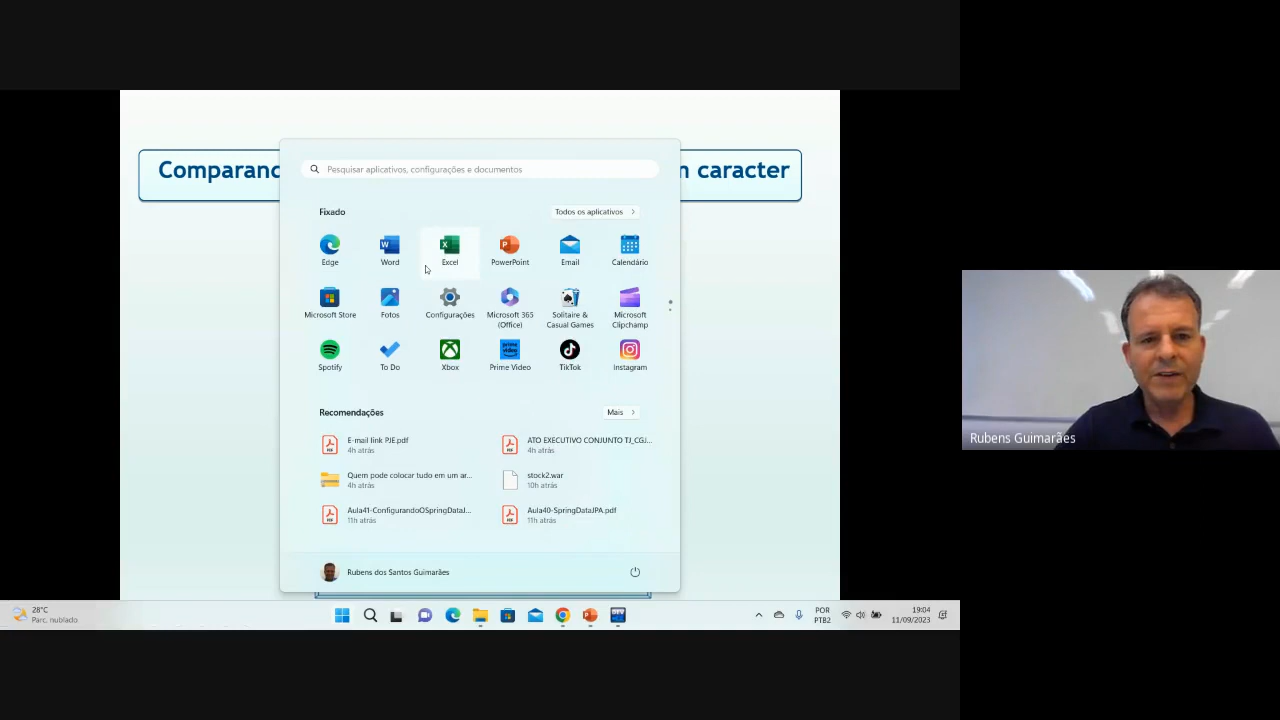 Comparanc
n caracter
Pesquisar aplicativos, configurações e documentos
Fixado
Todos os aplicativos
Edge
Word
Excel
PowerPoint
Email
Calendário
Microsoft Store
Fotos
Configurações
Microsoft 365
(Office)
Solitaire &
Casual Games
Microsoft
Clipchamp
Spotify
To Do
Xbox
prime
video
Prime Video
TikTok
Instagram
Recomendações
Mais
E-mail link PJE.pdf
4h atrás
ATO EXECUTIVO CONJUNTO TJ_CGJ...
4h atrás
Quem pode colocar tudo em um ar...
4h atrás
stock2.war
10h atrás
Aula41-ConfigurandoOSpringDataJ...
11h atrás
Aula40-SpringDataJPA.pdf
11h atrás
Rubens dos Santos Guimarães
28°C
Parc. nublado
POR
PTB2
19:04
11/09/2023
Rubens Guimarães